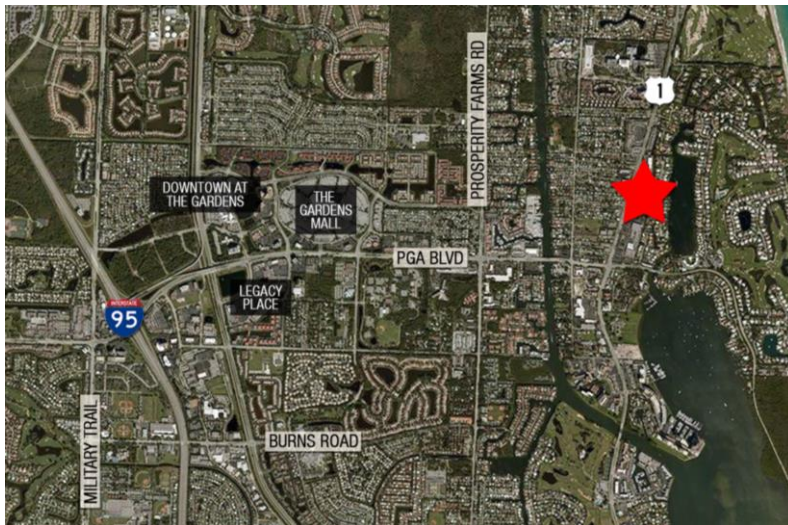 PROSPERITY FARMS RD
1
DOWNTOWN AT
THE GARDENS
THE
GARDENS
MALL
PGA BLVD
LEGACY
PLACE
INTERSTATE
95
MILITARY TRAIL
BURNS ROAD